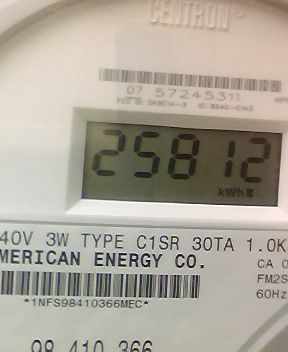 CENTRON®
07 57245311
25812
kWh
40V 3W TYPE C1SR 30TA 1.0K
MERICAN ENERGY CO.
CA 0
FM2S
60Hz
*1NFS98410366MEC*
98 410 366